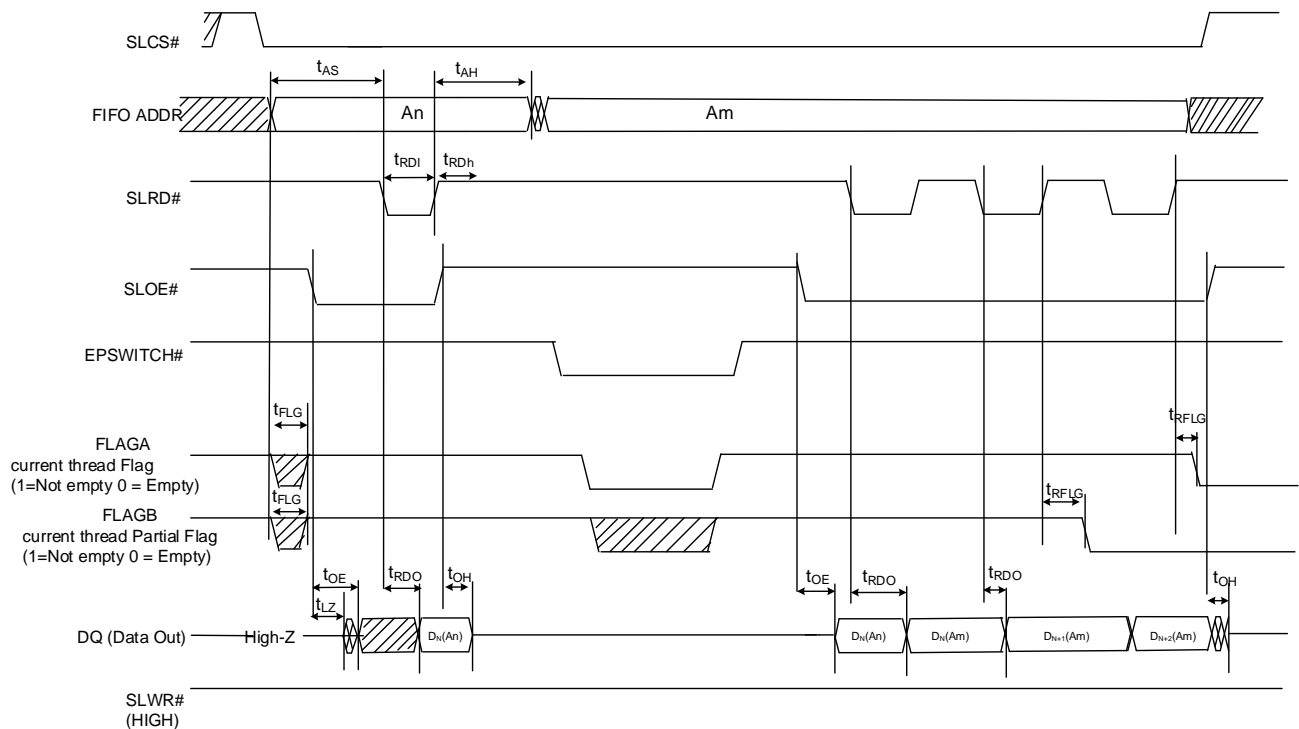 SLCS#
tAS
tAH
FIFO ADDR
An
Am
tRDl
tRDh
SLRD#
SLOE#
EPSWITCH#
tFLG
tRFLG
FLAGA
current thread Flag
(1=Not empty 0 = Empty)
tFLG
tRFLG
FLAGB
current thread Partial Flag
(1=Not empty 0 = Empty)
tOE
tRDO
tOH
tOE
tRDO
tRDO
tOH
tLZ
DQ (Data Out)
High-Z
DN(An)
DN(An)
DN(Am)
DN+1(Am)
DN+2(Am)
SLWR#
(HIGH)